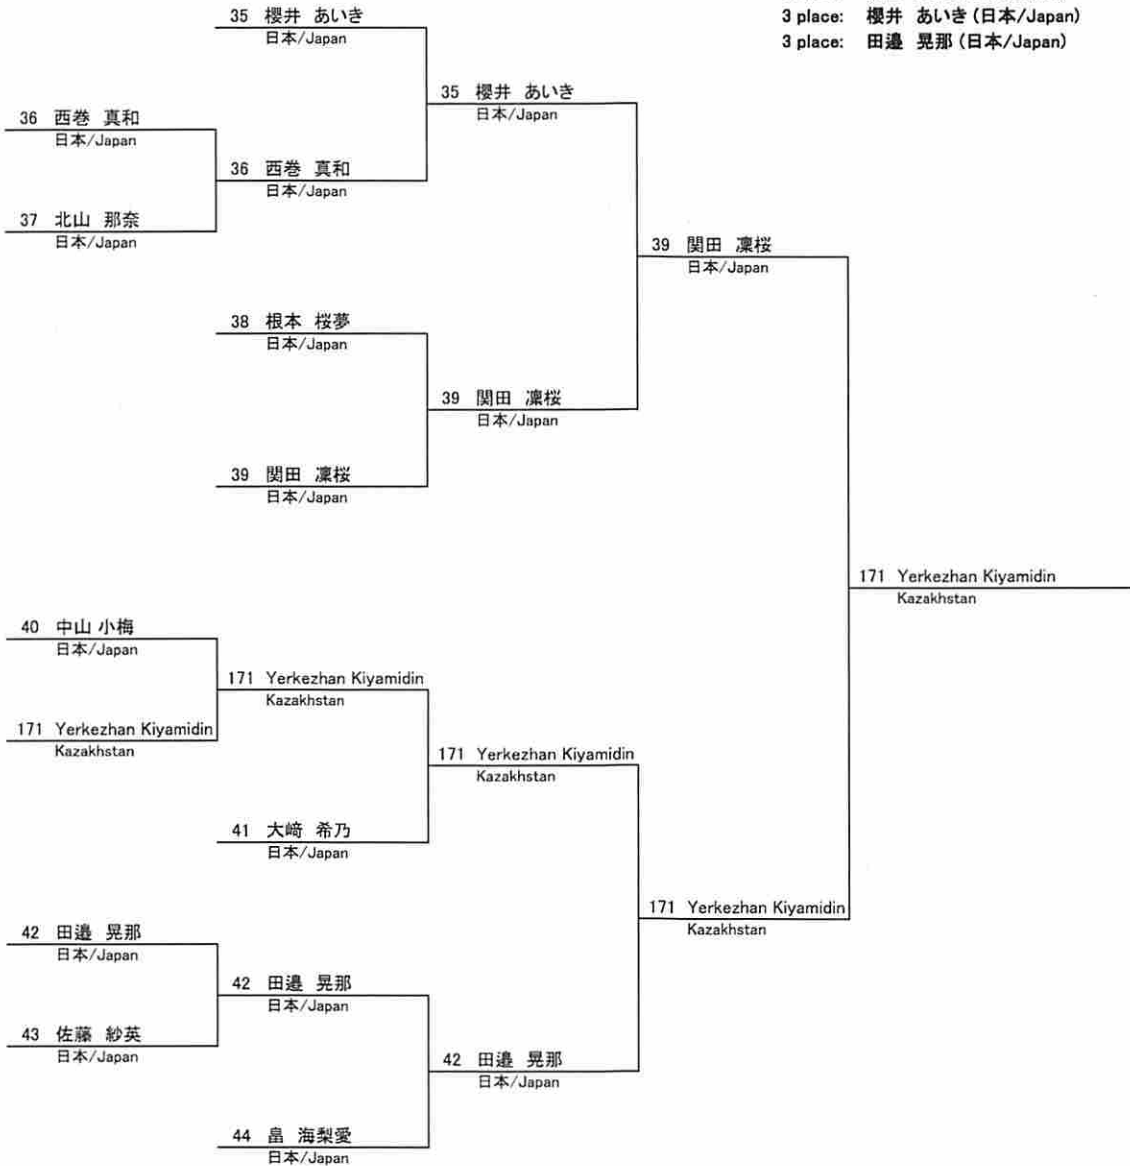 3 place: 櫻井 あいき (日本/Japan)
3 place: 田邉 晃那 (日本/Japan)
35 櫻井 あいき
日本/Japan
35 櫻井 あいき
日本/Japan
36 西巻 真和
日本/Japan
36 西巻 真和
日本/Japan
37 北山 那奈
日本/Japan
39 関田 凜桜
日本/Japan
38 根本 桜夢
日本/Japan
39 関田 凜桜
日本/Japan
39 関田 凜桜
日本/Japan
171 Yerkezhan Kiyamidin
Kazakhstan
40 中山 小梅
日本/Japan
171 Yerkezhan Kiyamidin
Kazakhstan
171 Yerkezhan Kiyamidin
Kazakhstan
171 Yerkezhan Kiyamidin
Kazakhstan
41 大﨑 希乃
日本/Japan
171 Yerkezhan Kiyamidin
Kazakhstan
42 田邉 晃那
日本/Japan
42 田邉 晃那
日本/Japan
43 佐藤 紗英
日本/Japan
42 田邉 晃那
日本/Japan
44 畠 海梨愛
日本/Japan